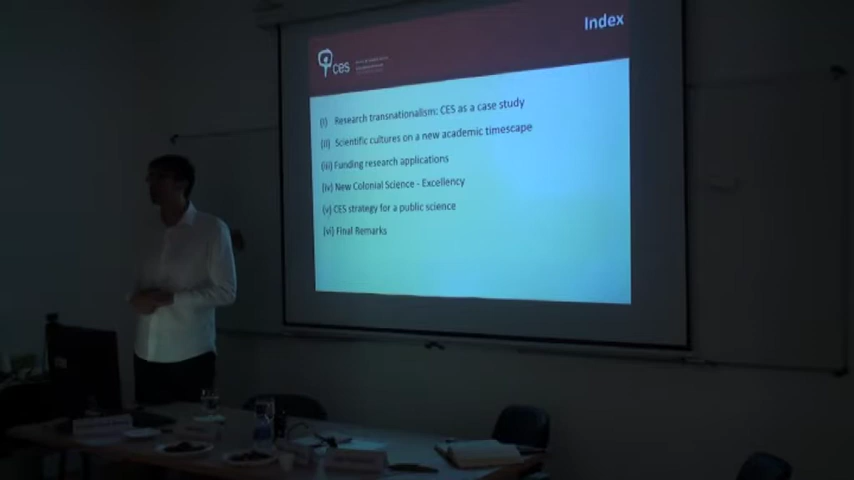 Index
ces
(i) Research transnationalism: CES as a case study
(ii) Scientific cultures on a new academic timescape
(iii) Funding research applications
(iv) New Colonial Science - Excellency
(v) CES strategy for a public science
(vi) Final Remarks